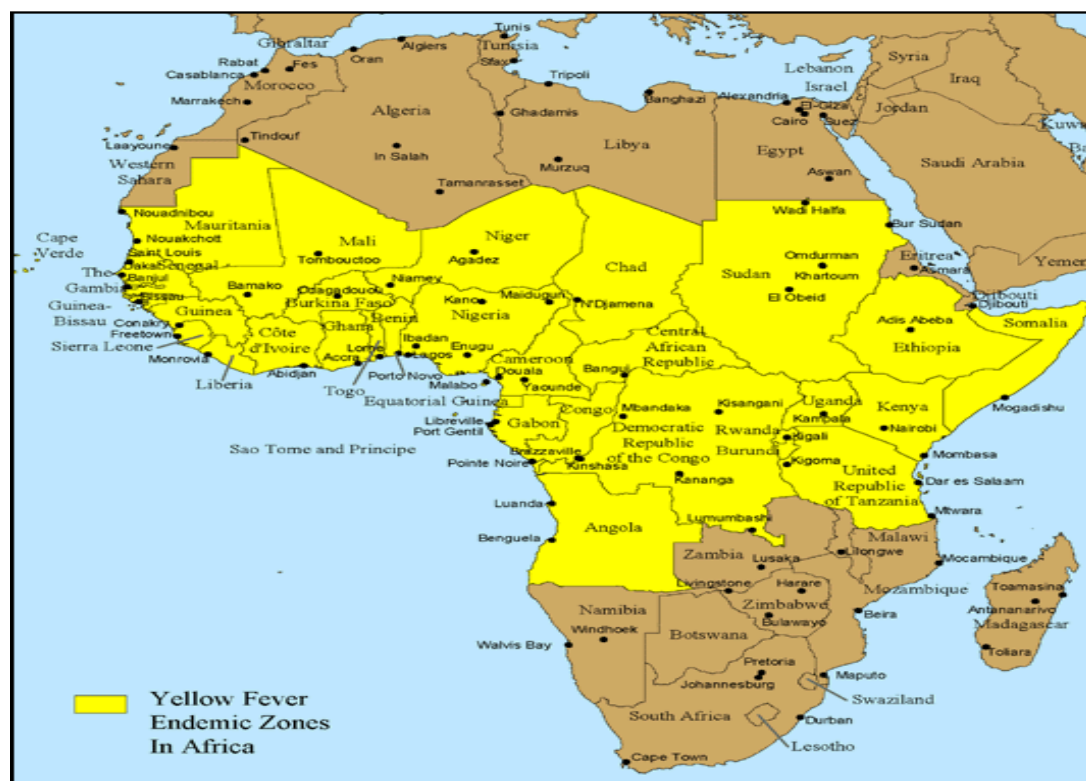 Tunis
Gibraltar
Algiers
Tunisia
Oran
Sfax
Rabat
Fes
Casablanca
Morocco
Tripoli
Lebanon
Syria
Iraq
Israel
Marrakech
Algeria
Ghadamis
Banghazi
Alexandria
El-Giza
Jordan
Cairo
Suez
Kuw
Tindouf
Laayoune
In Salah
Libya
Egypt
Ba
Western
Sahara
Murzuq
Saudi Arabia
Aswan
Tamanrasset
Nouadhibou
Wadi Halfa
Mauritania
Bur Sudan
Cape
Verde
Nouakchott
Mali
Niger
Saint Louis
Tombouctoo
Agadez
Chad
Omdurman
Eritrea
Yemen
The
Gambia
Dakar
Senegal
Banjul
Niamey
Sudan
Khartoum
Asmara
Guinea-
Bissau
Bissau
Bamako
Burkina Faso
Kano
Maiduguri
N'Djamena
El Obeid
Djibouti
Djibouti
Guinea
Benin
Nigeria
Somalia
Conakry
Freetown
Ghana
Adis Abeba
Sierra Leone
Côte
d'Ivoire
Ibadan
Enugu
Central
African
Republic
Ethiopia
Monrovia
Lome
Lagos
Accra
Cameroon
Liberia
Abidjan
Togo
Porto Novo
Douala
Bangui
Malabo
Yaounde
Equatorial Guinea
Uganda
Mogadishu
Libreville
Port Gentil
Gabon
Congo
Mbandaka
Kisangani
Kampala
Kenya
Democratic
Republic
of the Congo
Rwanda
Nairobi
Sao Tome and Principe
Brazzaville
Burundi
Kigali
Pointe Noire
Kinshasa
Kigoma
Mombasa
Kananga
United
Republic
of Tanzania
Dar es Salaam
Luanda
Mtwara
Angola
Lumumbashi
Malawi
Benguela
Zambia
Lusaka
Lilongwe
Mocambique
Livingstone
Harare
Mozambique
Toamasina
Namibia
Zimbabwe
Antananarivo
Windhoek
Bulawayo
Beira
Madagascar
Walvis Bay
Botswana
Toliara
Pretoria
Johannesburg
Maputo
Swaziland
South Africa
Durban
Lesotho
Cape Town
Yellow Fever
Endemic Zones
In Africa